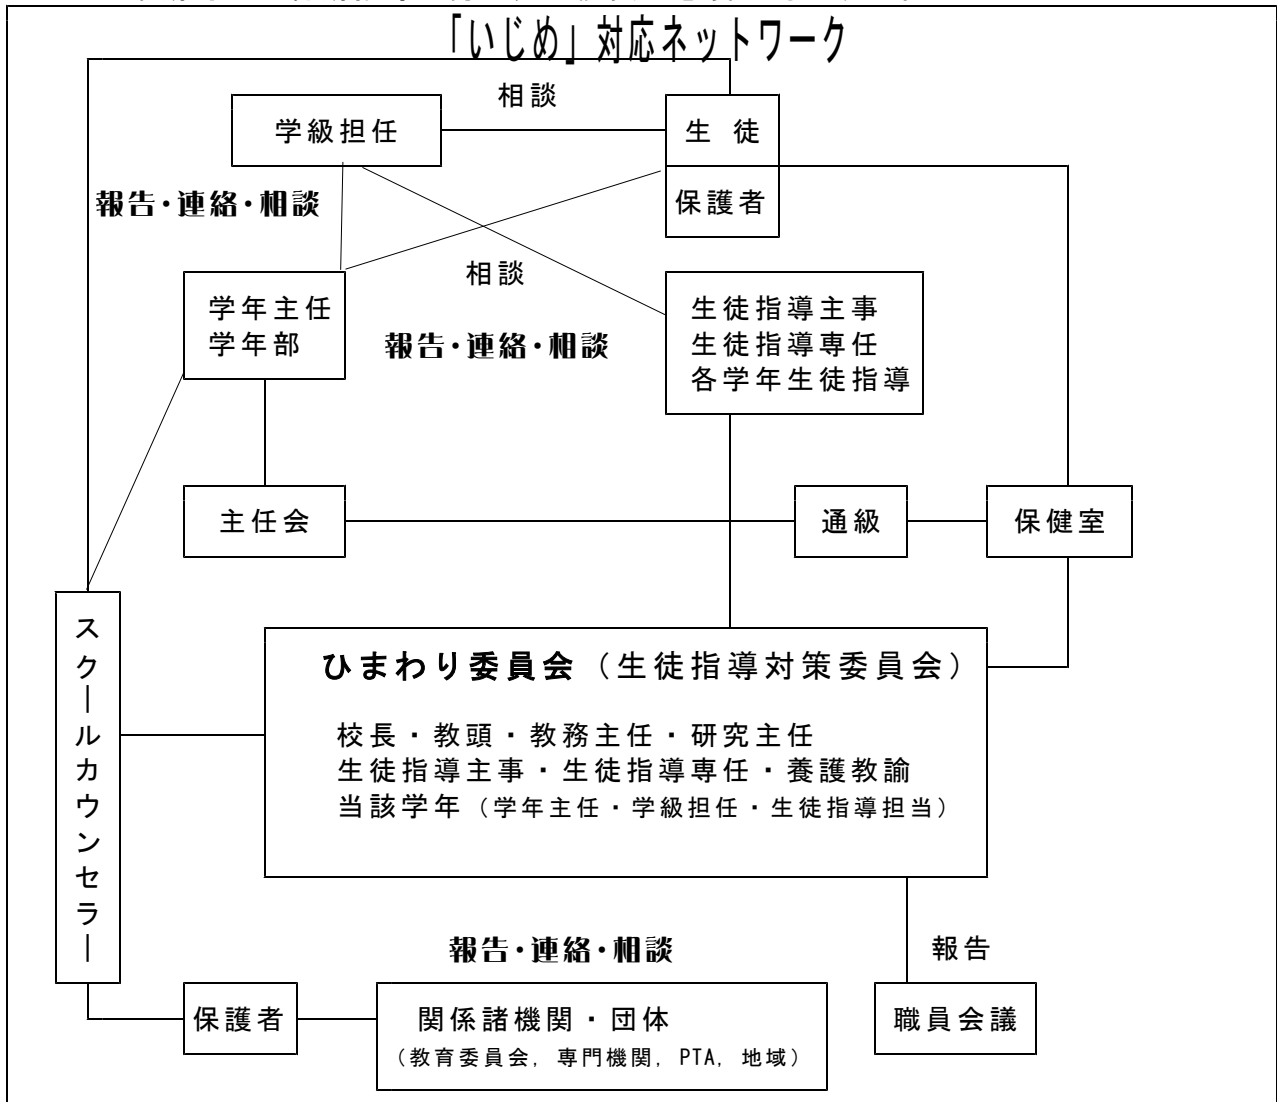 「いじめ」対応ネットワーク
相談
学級担任
生 徒
報告・連絡・相談
保護者
相談
学年主任
学年部
報告・連絡・相談
生徒指導主事
生徒指導専任
各学年生徒指導
主任会
通級
保健室
スクールカウンセラー
ひまわり委員会（生徒指導対策委員会）
校長・教頭・教務主任・研究主任
生徒指導主事・生徒指導専任・養護教諭
当該学年（学年主任・学級担任・生徒指導担当）
報告・連絡・相談
報告
保護者
関係諸機関・団体
（教育委員会，専門機関，PTA，地域）
職員会議